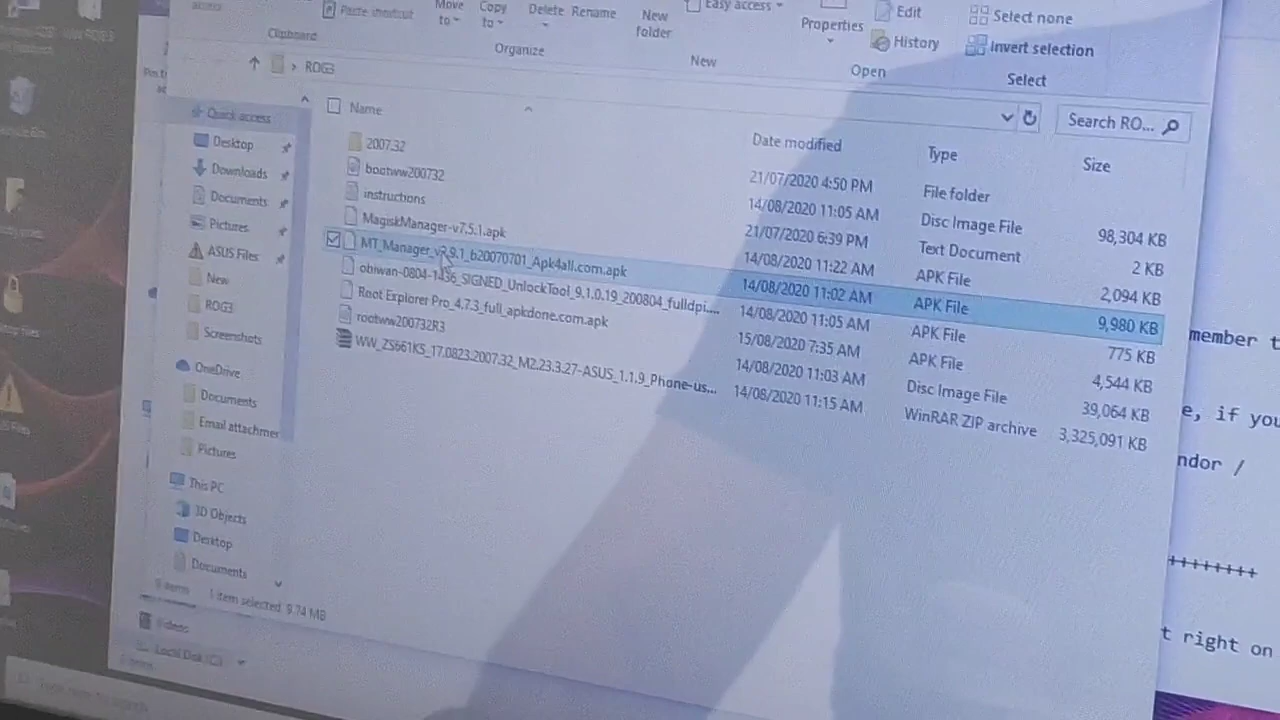 Easy access
Edit
Select none
Paste shortcut
Move
to
Copy
to
Delete
Rename
New
folder
Properties
History
Invert selection
Clipboard
Organize
New
Open
Select
ROG3
Search RO...
Name
Date modified
Type
Size
2007.32
21/07/2020 4:50 PM
File folder
bootww200732
14/08/2020 11:05 AM
Disc Image File
98,304 KB
instructions
21/07/2020 6:39 PM
Text Document
2 KB
MagiskManager-v7.5.1.apk
14/08/2020 11:22 AM
APK File
2,094 KB
MT_Manager_v2.9.1_b20070701_Apk4all.com.apk
14/08/2020 11:02 AM
APK File
9,980 KB
14/08/2020 11:05 AM
APK File
775 KB
Root Explorer Pro_4.7.3_full_apkdone.com.apk
15/08/2020 7:35 AM
APK File
4,544 KB
rootww200732R3
14/08/2020 11:03 AM
Disc Image File
39,064 KB
WW_ZS661KS_17.0823.2007.32_M2.23.3.27-ASUS_1.1.9_Phone-us...
14/08/2020 11:15 AM
WinRAR ZIP archive
3,325,091 KB
Quick access
Desktop
Downloads
Documents
Pictures
ASUS Files
New
ROG3
Screenshots
OneDrive
Documents
Email attachmer
Pictures
This PC
3D Objects
Desktop
Documents
1 item selected 9.74 MB
Videos
Local Disk (C:)
member t
e, if you
ndor /
++++++++
t right on